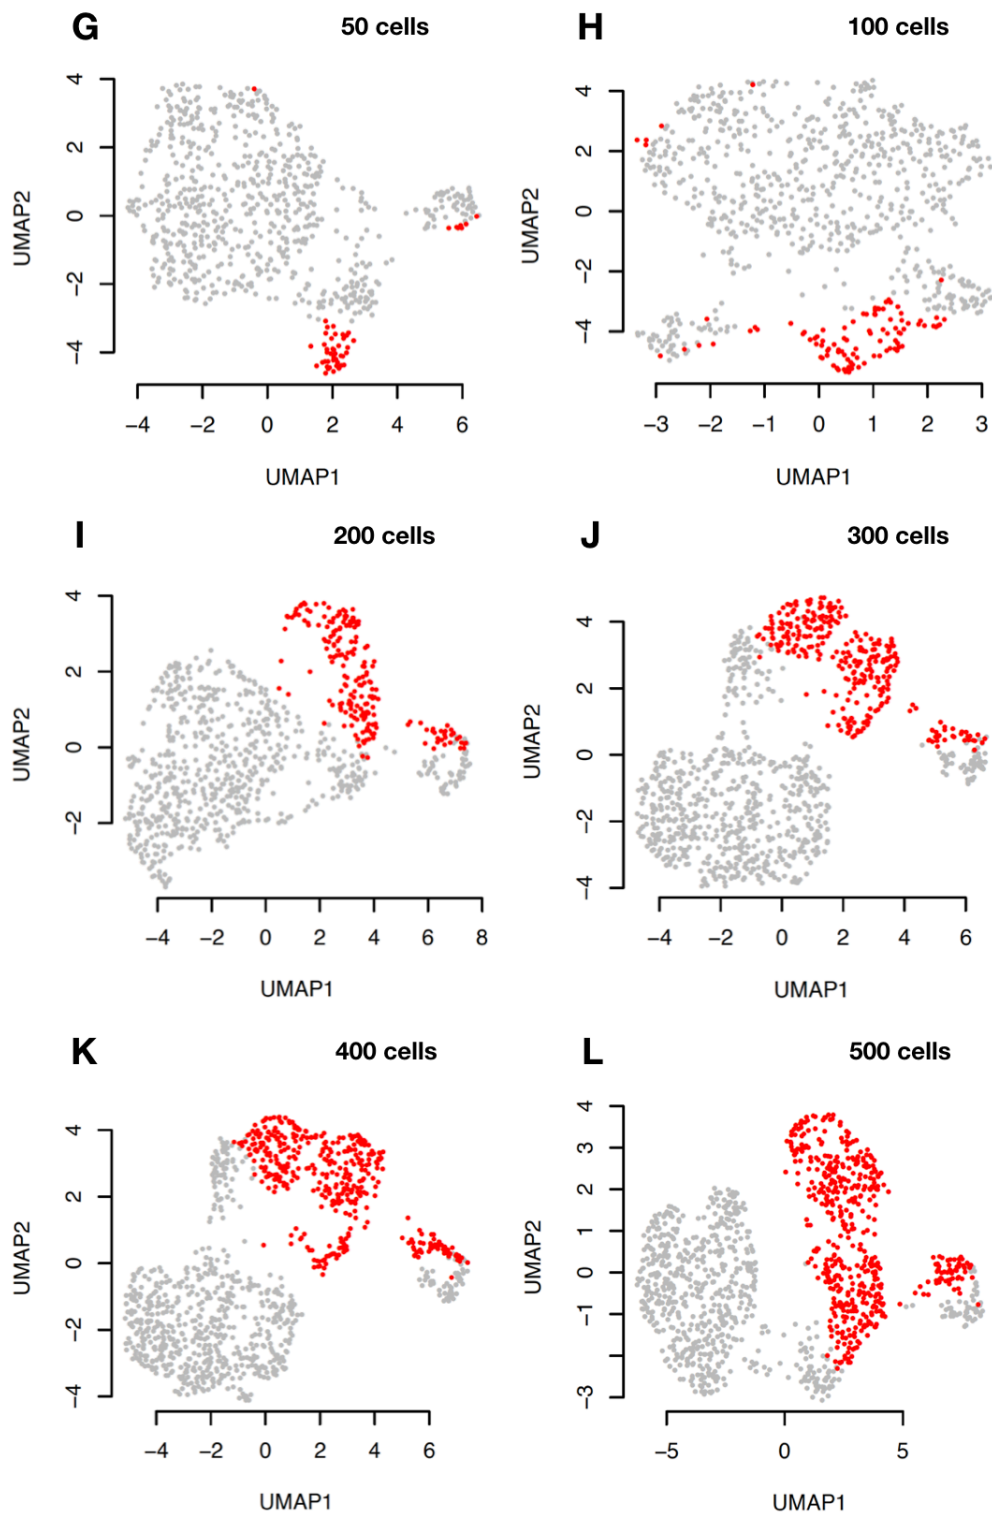 G 50 cells
H 100 cells
UMAP2
4
2
0
−2
−4
−4 −2 0 2 4 6
UMAP1
UMAP2
4
2
0
−2
−4
−3 −2 −1 0 1 2 3
UMAP1
I 200 cells
J 300 cells
UMAP2
4
2
0
−2
−4 −2 0 2 4 6 8
UMAP1
UMAP2
4
2
0
−2
−4
−4 −2 0 2 4 6
UMAP1
K 400 cells
L 500 cells
UMAP2
4
2
0
−2
−4
−4 −2 0 2 4 6
UMAP1
UMAP2
4
3
2
1
0
−1
−3
−5 0 5
UMAP1